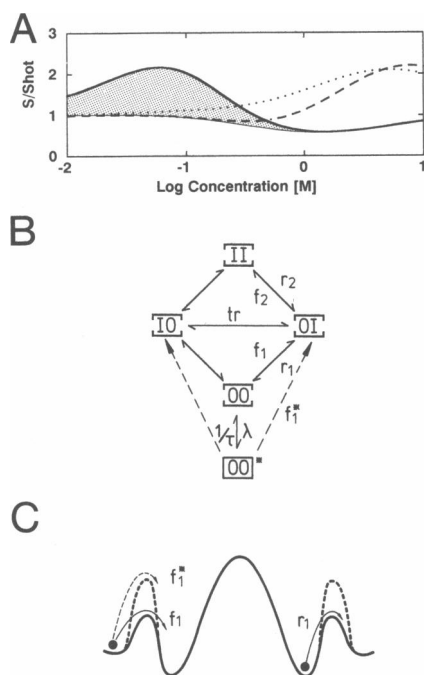 A
S/Shot
3
2
1
0
-2 -1 0 1
Log Concentration [M]
B
II
r2
f2
IO tr OI
f1
r1
OO
1/τ λ f1*
OO *
C
f1*
f1 r1